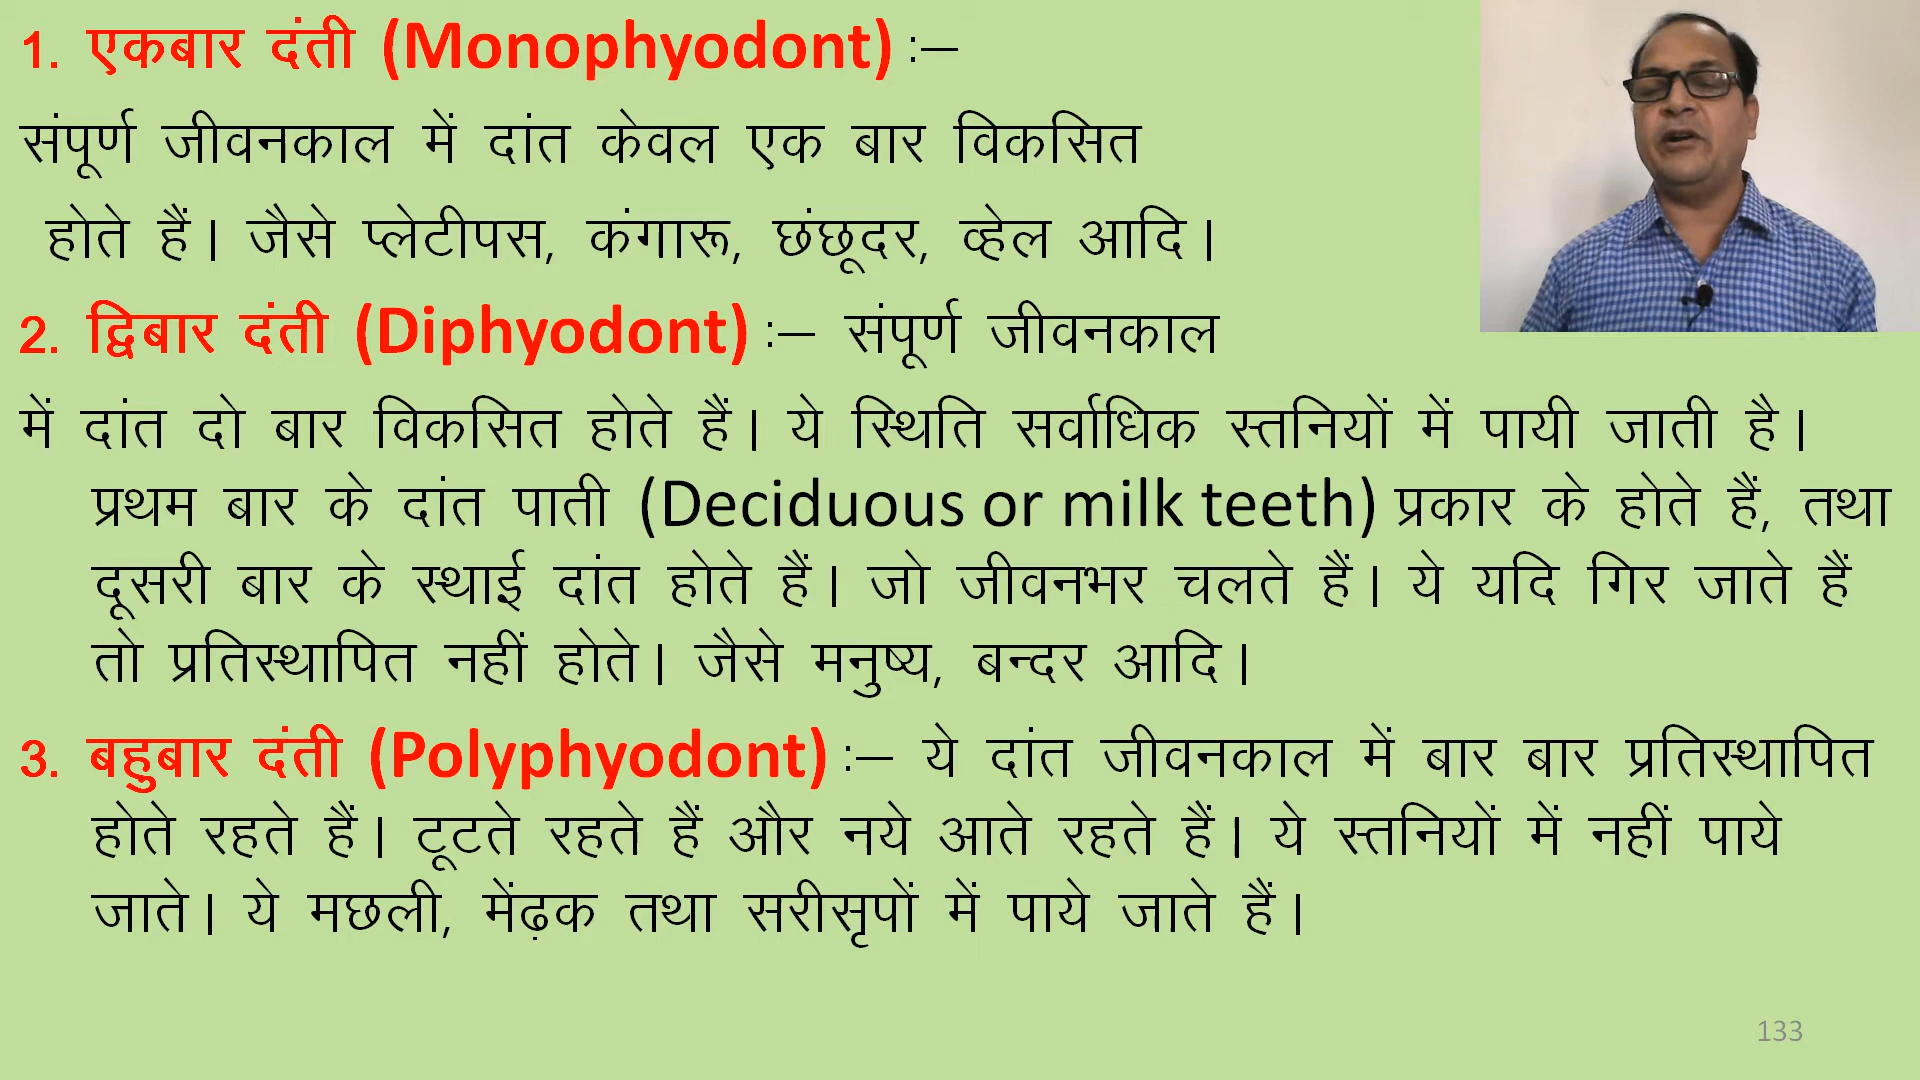 1. एकबार दंती (Monophyodont) :–
संपूर्ण जीवनकाल में दांत केवल एक बार विकसित
होते हैं। जैसे प्लेटीपस, कंगारू, छंछूदर, व्हेल आदि।
2. द्विबार दंती (Diphyodont) :– संपूर्ण जीवनकाल
में दांत दो बार विकसित होते हैं। ये स्थिति सर्वाधिक स्तनियों में पायी जाती है।
प्रथम बार के दांत पाती (Deciduous or milk teeth) प्रकार के होते हैं, तथा
दूसरी बार के स्थाई दांत होते हैं। जो जीवनभर चलते हैं। ये यदि गिर जाते हैं
तो प्रतिस्थापित नहीं होते। जैसे मनुष्य, बन्दर आदि।
3. बहुबार दंती (Polyphyodont) :– ये दांत जीवनकाल में बार बार प्रतिस्थापित
होते रहते हैं। टूटते रहते हैं और नये आते रहते हैं। ये स्तनियों में नहीं पाये
जाते। ये मछली, मेंढ़क तथा सरीसृपों में पाये जाते हैं।
133